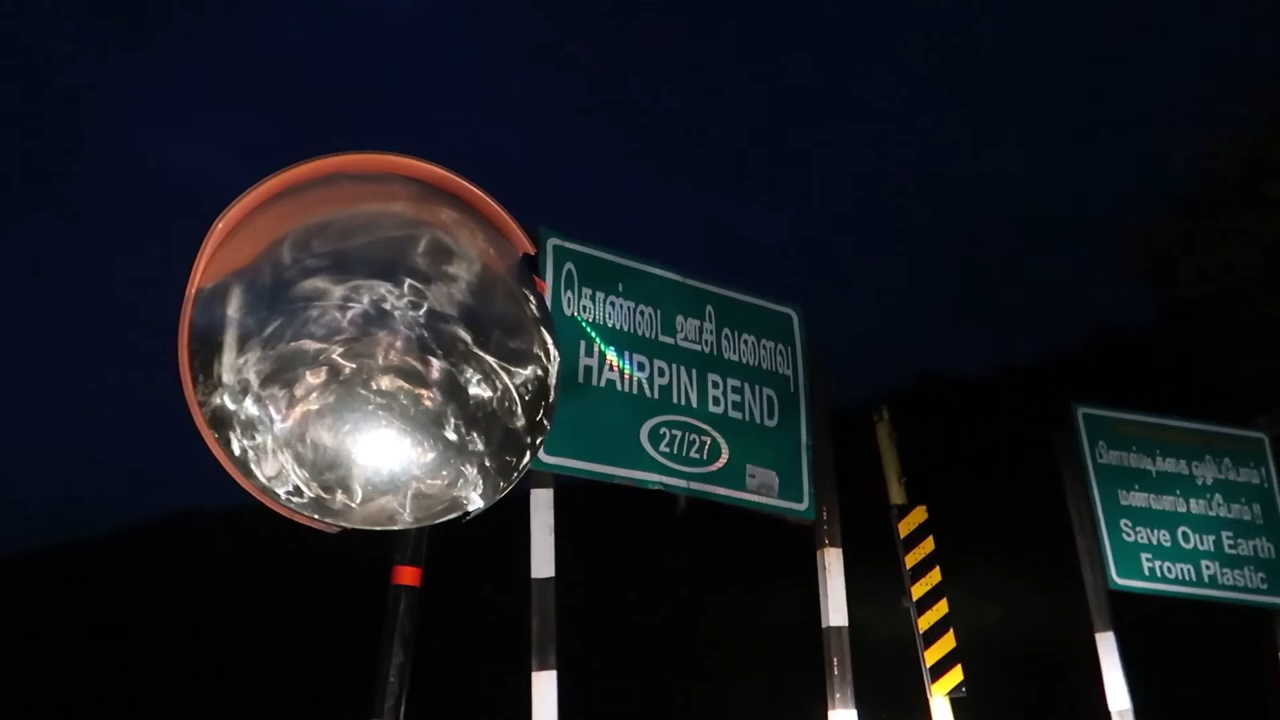 கொண்டை ஊசி வளைவு
HAIRPIN BEND
27/27
பிளாஸ்டிக்கை ஒழிப்போம் !
மண்வளம் காப்போம் !!
Save Our Earth
From Plastic